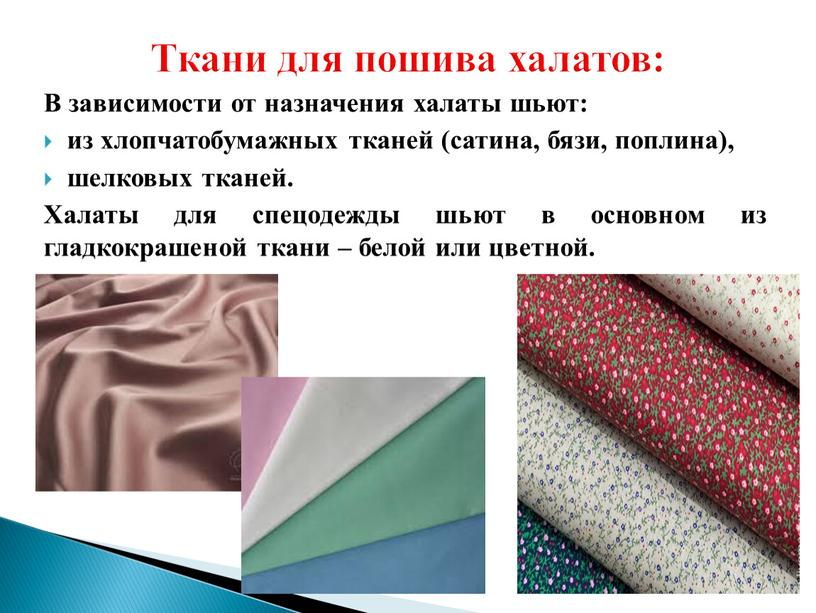 Ткани для пошива халатов:
В зависимости от назначения халаты шьют:
из хлопчатобумажных тканей (сатина, бязи, поплина),
шелковых тканей.
Халаты для спецодежды шьют в основном из
гладкокрашеной ткани – белой или цветной.